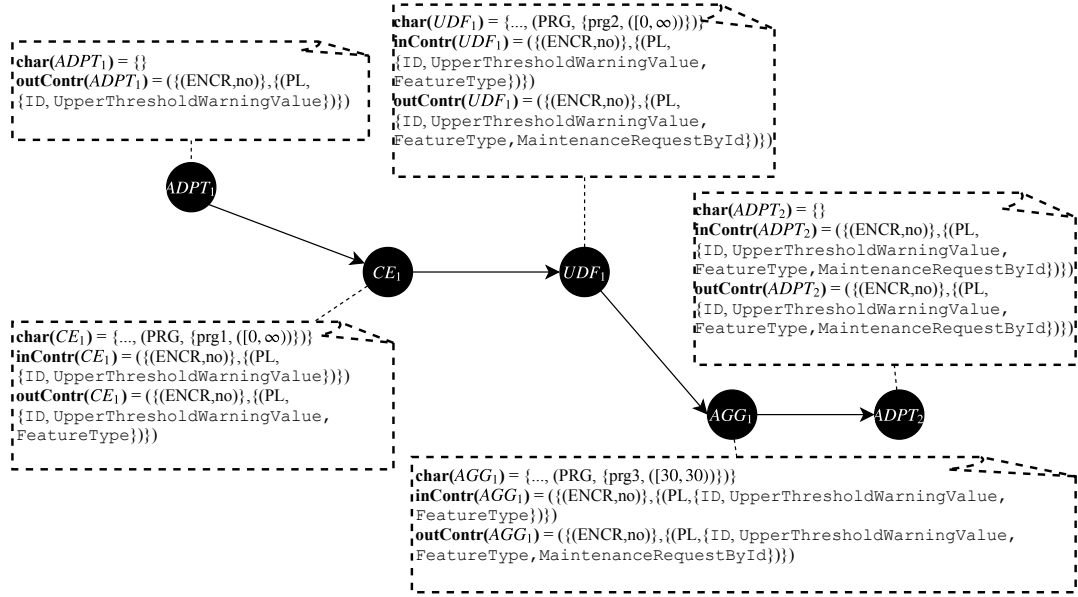 char(ADPT₁) = {}
outContr(ADPT₁) = ({(ENCR,no)},{(PL,
{ID, UpperThresholdWarningValue})})
char(UDF₁) = {..., (PRG, {prg2, ([0, ∞))})}
inContr(UDF₁) = ({(ENCR,no)},{(PL,
{ID, UpperThresholdWarningValue,
FeatureType})})
outContr(UDF₁) = ({(ENCR,no)},{(PL,
{ID, UpperThresholdWarningValue,
FeatureType,MaintenanceRequestById})})
ADPT₁
char(ADPT₂) = {}
inContr(ADPT₂) = ({(ENCR,no)},{(PL,
{ID, UpperThresholdWarningValue,
FeatureType,MaintenanceRequestById})})
outContr(ADPT₂) = ({(ENCR,no)},{(PL,
{ID, UpperThresholdWarningValue,
FeatureType,MaintenanceRequestById})})
CE₁
UDF₁
char(CE₁) = {..., (PRG, {prg1, ([0, ∞))})}
inContr(CE₁) = ({(ENCR,no)},{(PL,
{ID, UpperThresholdWarningValue})})
outContr(CE₁) = ({(ENCR,no)},{(PL,
{ID, UpperThresholdWarningValue,
FeatureType})})
AGG₁
ADPT₂
char(AGG₁) = {..., (PRG, {prg3, ([30, 30))})}
inContr(AGG₁) = ({(ENCR,no)},{(PL,{ID, UpperThresholdWarningValue,
FeatureType})})
outContr(AGG₁) = ({(ENCR,no)},{(PL,{ID, UpperThresholdWarningValue,
FeatureType,MaintenanceRequestById})})